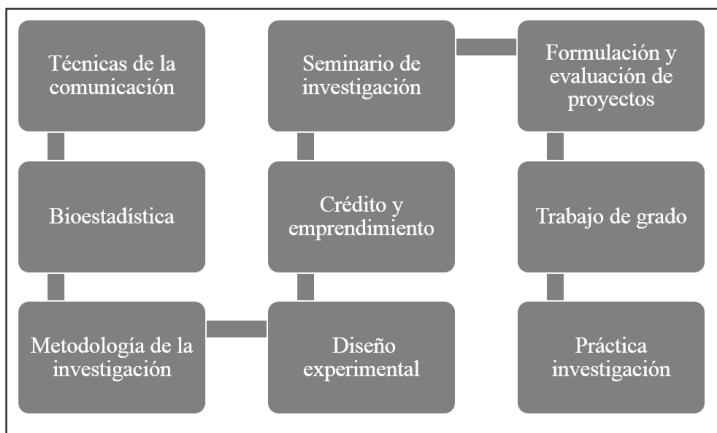 Técnicas de la
comunicación
Bioestadística
Metodología de la
investigación
Diseño
experimental
Crédito y
emprendimiento
Seminario de
investigación
Formulación y
evaluación de
proyectos
Trabajo de grado
Práctica
investigación